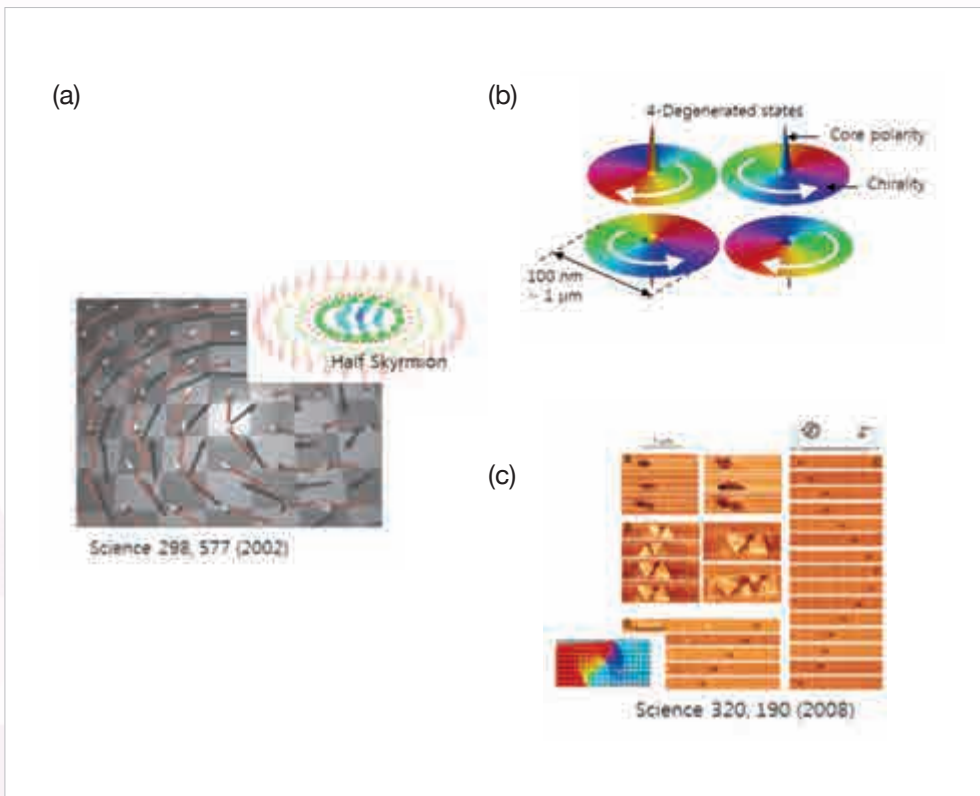 (a)
Half Skyrmion
Science 298, 577 (2002)
(b)
4-Degenerated states
Core polarity
Chirality
100 nm
~ 1 μm
(c)
Science 320, 190 (2008)